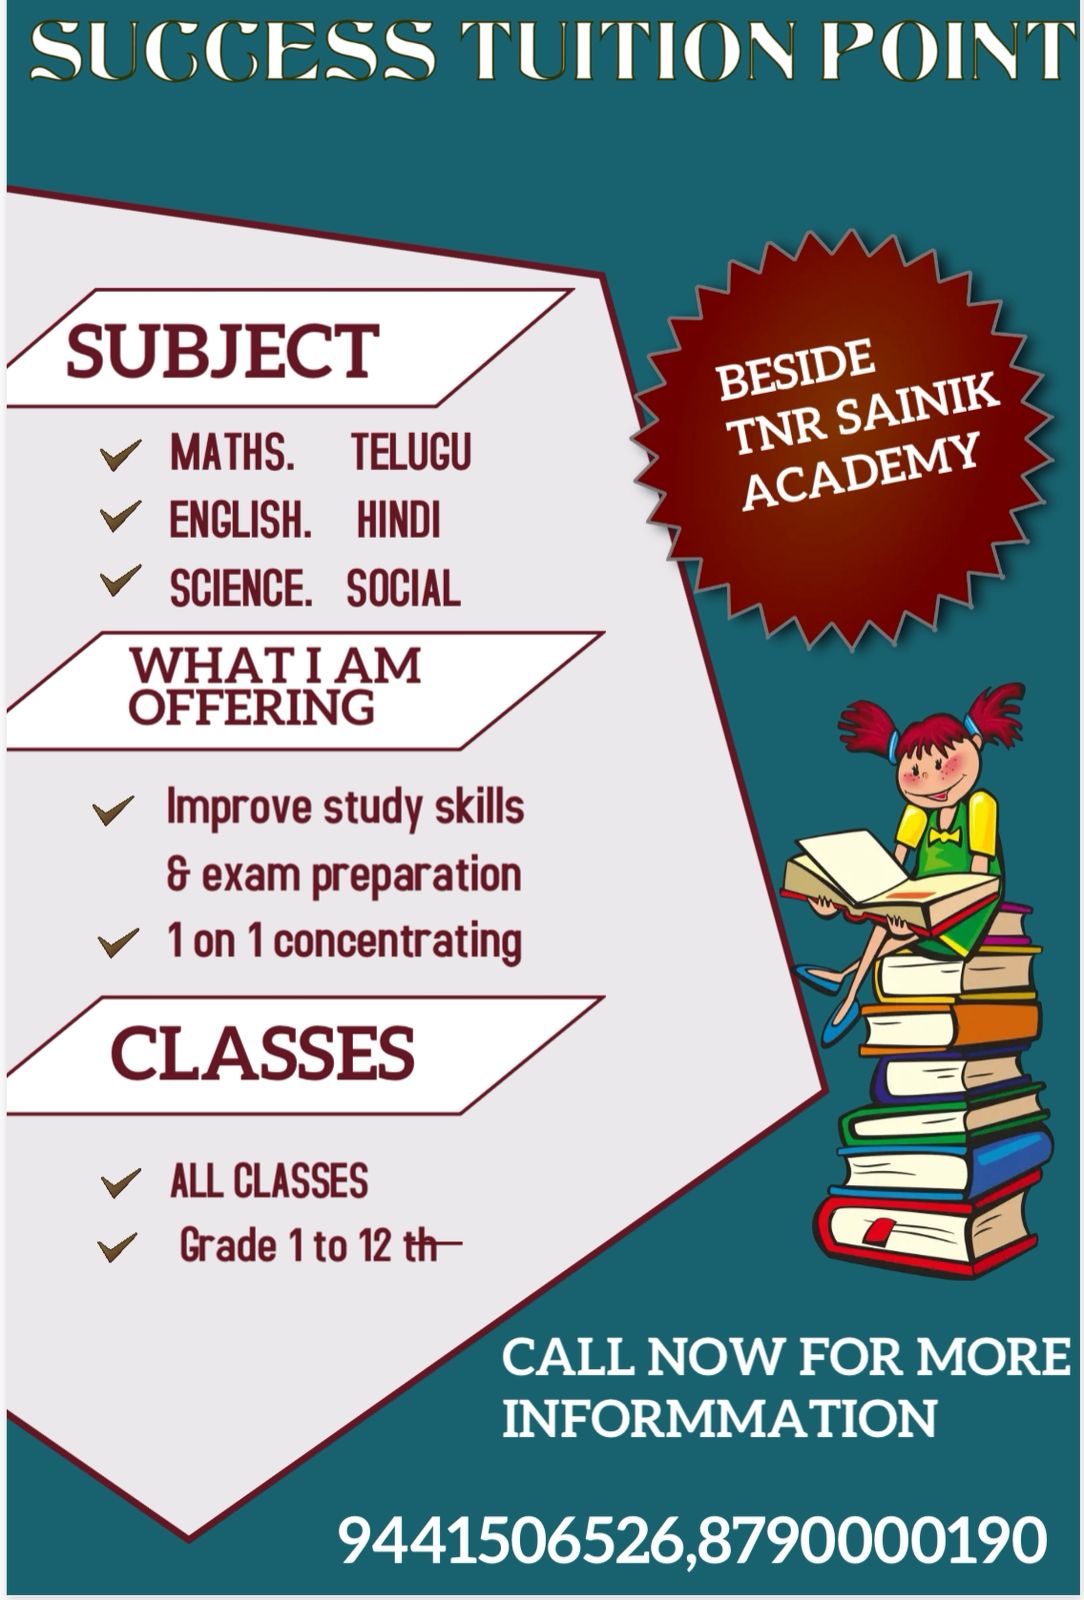 SUCCESS TUITION POINT
SUBJECT
MATHS. TELUGU
ENGLISH. HINDI
SCIENCE. SOCIAL
BESIDE
TNR SAINIK
ACADEMY
WHAT I AM
OFFERING
Improve study skills
& exam preparation
1 on 1 concentrating
CLASSES
ALL CLASSES
Grade 1 to 12 th
CALL NOW FOR MORE
INFORMMATION
9441506526,8790000190